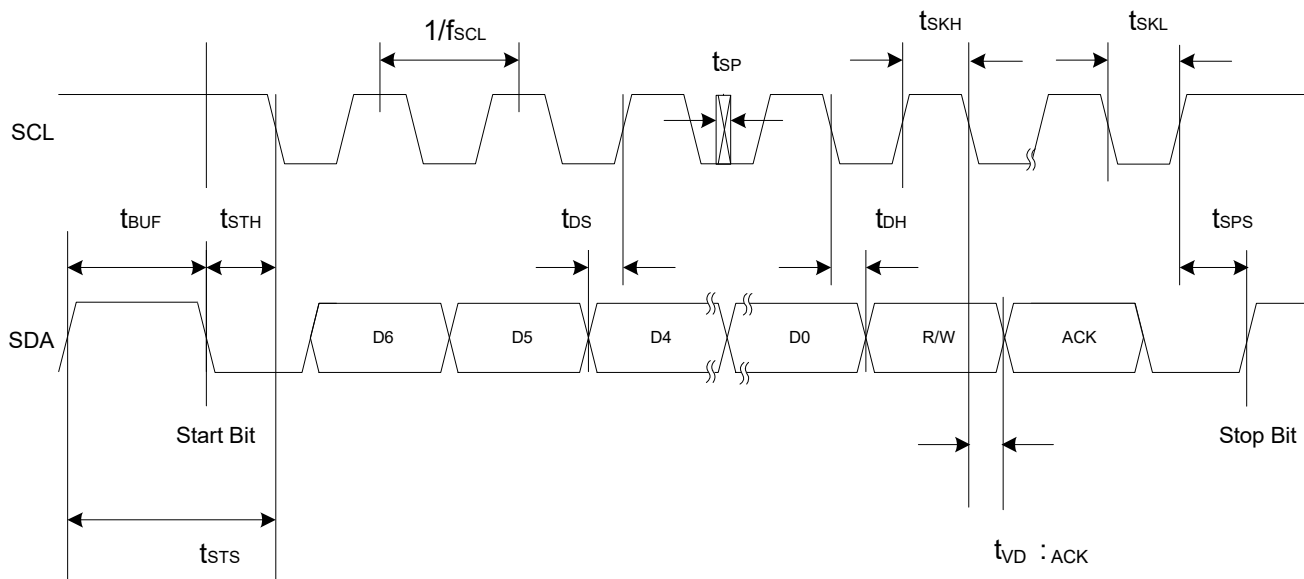 1/fSCL
tSKH
tSKL
tSP
SCL
tBUF
tSTH
tDS
tDH
tSPS
SDA
D6
D5
D4
D0
R/W
ACK
Start Bit
Stop Bit
tSTS
tVD : ACK